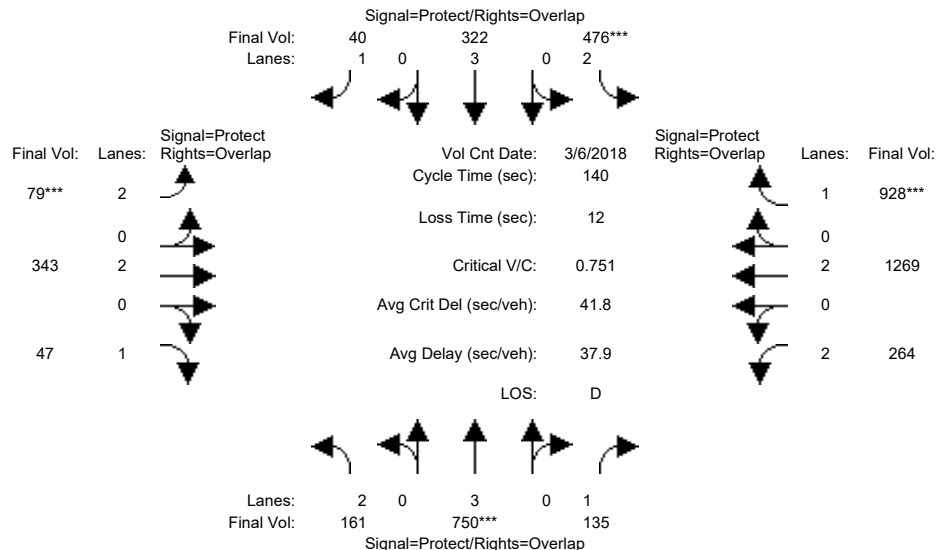 Signal=Protect/Rights=Overlap
Final Vol: 40 322 476***
Lanes: 1 0 3 0 2
Signal=Protect Signal=Protect
Final Vol: Lanes: Rights=Overlap Vol Cnt Date: 3/6/2018 Rights=Overlap Lanes: Final Vol:
Cycle Time (sec): 140
79*** 2 1 928***
Loss Time (sec): 12
0 0
343 2 Critical V/C: 0.751 2 1269
0 Avg Crit Del (sec/veh): 41.8 0
47 1 Avg Delay (sec/veh): 37.9 2 264
LOS: D
Lanes: 2 0 3 0 1
Final Vol: 161 750*** 135
Signal=Protect/Rights=Overlap